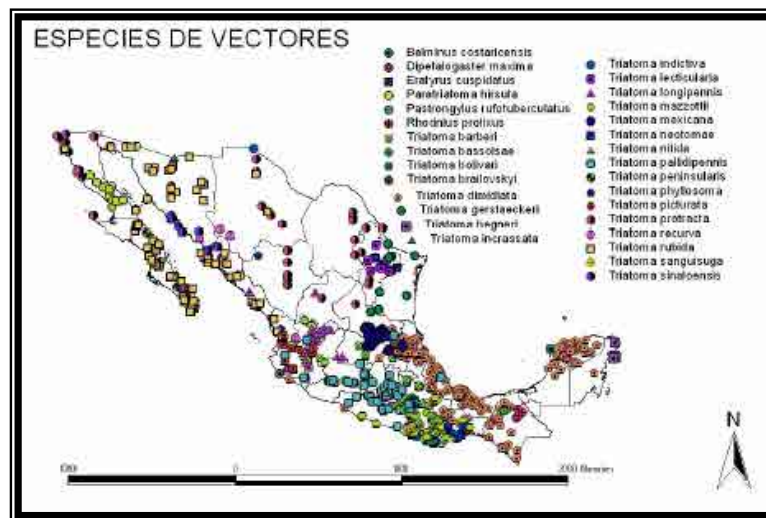 ESPECIES DE VECTORES
Belminus costaricensis
Dipetalogaster maxima
Eratyrus cuspidatus
Paratriatoma hirsuta
Pastrongylus rufotuberculatus
Rhodnius prolixus
Triatoma barberi
Triatoma bassolsae
Triatoma bolivari
Triatoma brailovskyi
Triatoma dimidiata
Triatoma gerstaeckeri
Triatoma hegneri
Triatoma incrassata
Triatoma indictiva
Triatoma lecticularia
Triatoma longipennis
Triatoma mazzottii
Triatoma mexicana
Triatoma neotomae
Triatoma nitida
Triatoma pallidipennis
Triatoma peninsularis
Triatoma phyllosoma
Triatoma picturata
Triatoma protracta
Triatoma recurva
Triatoma rubida
Triatoma sanguisuga
Triatoma sinaloensis
N
0